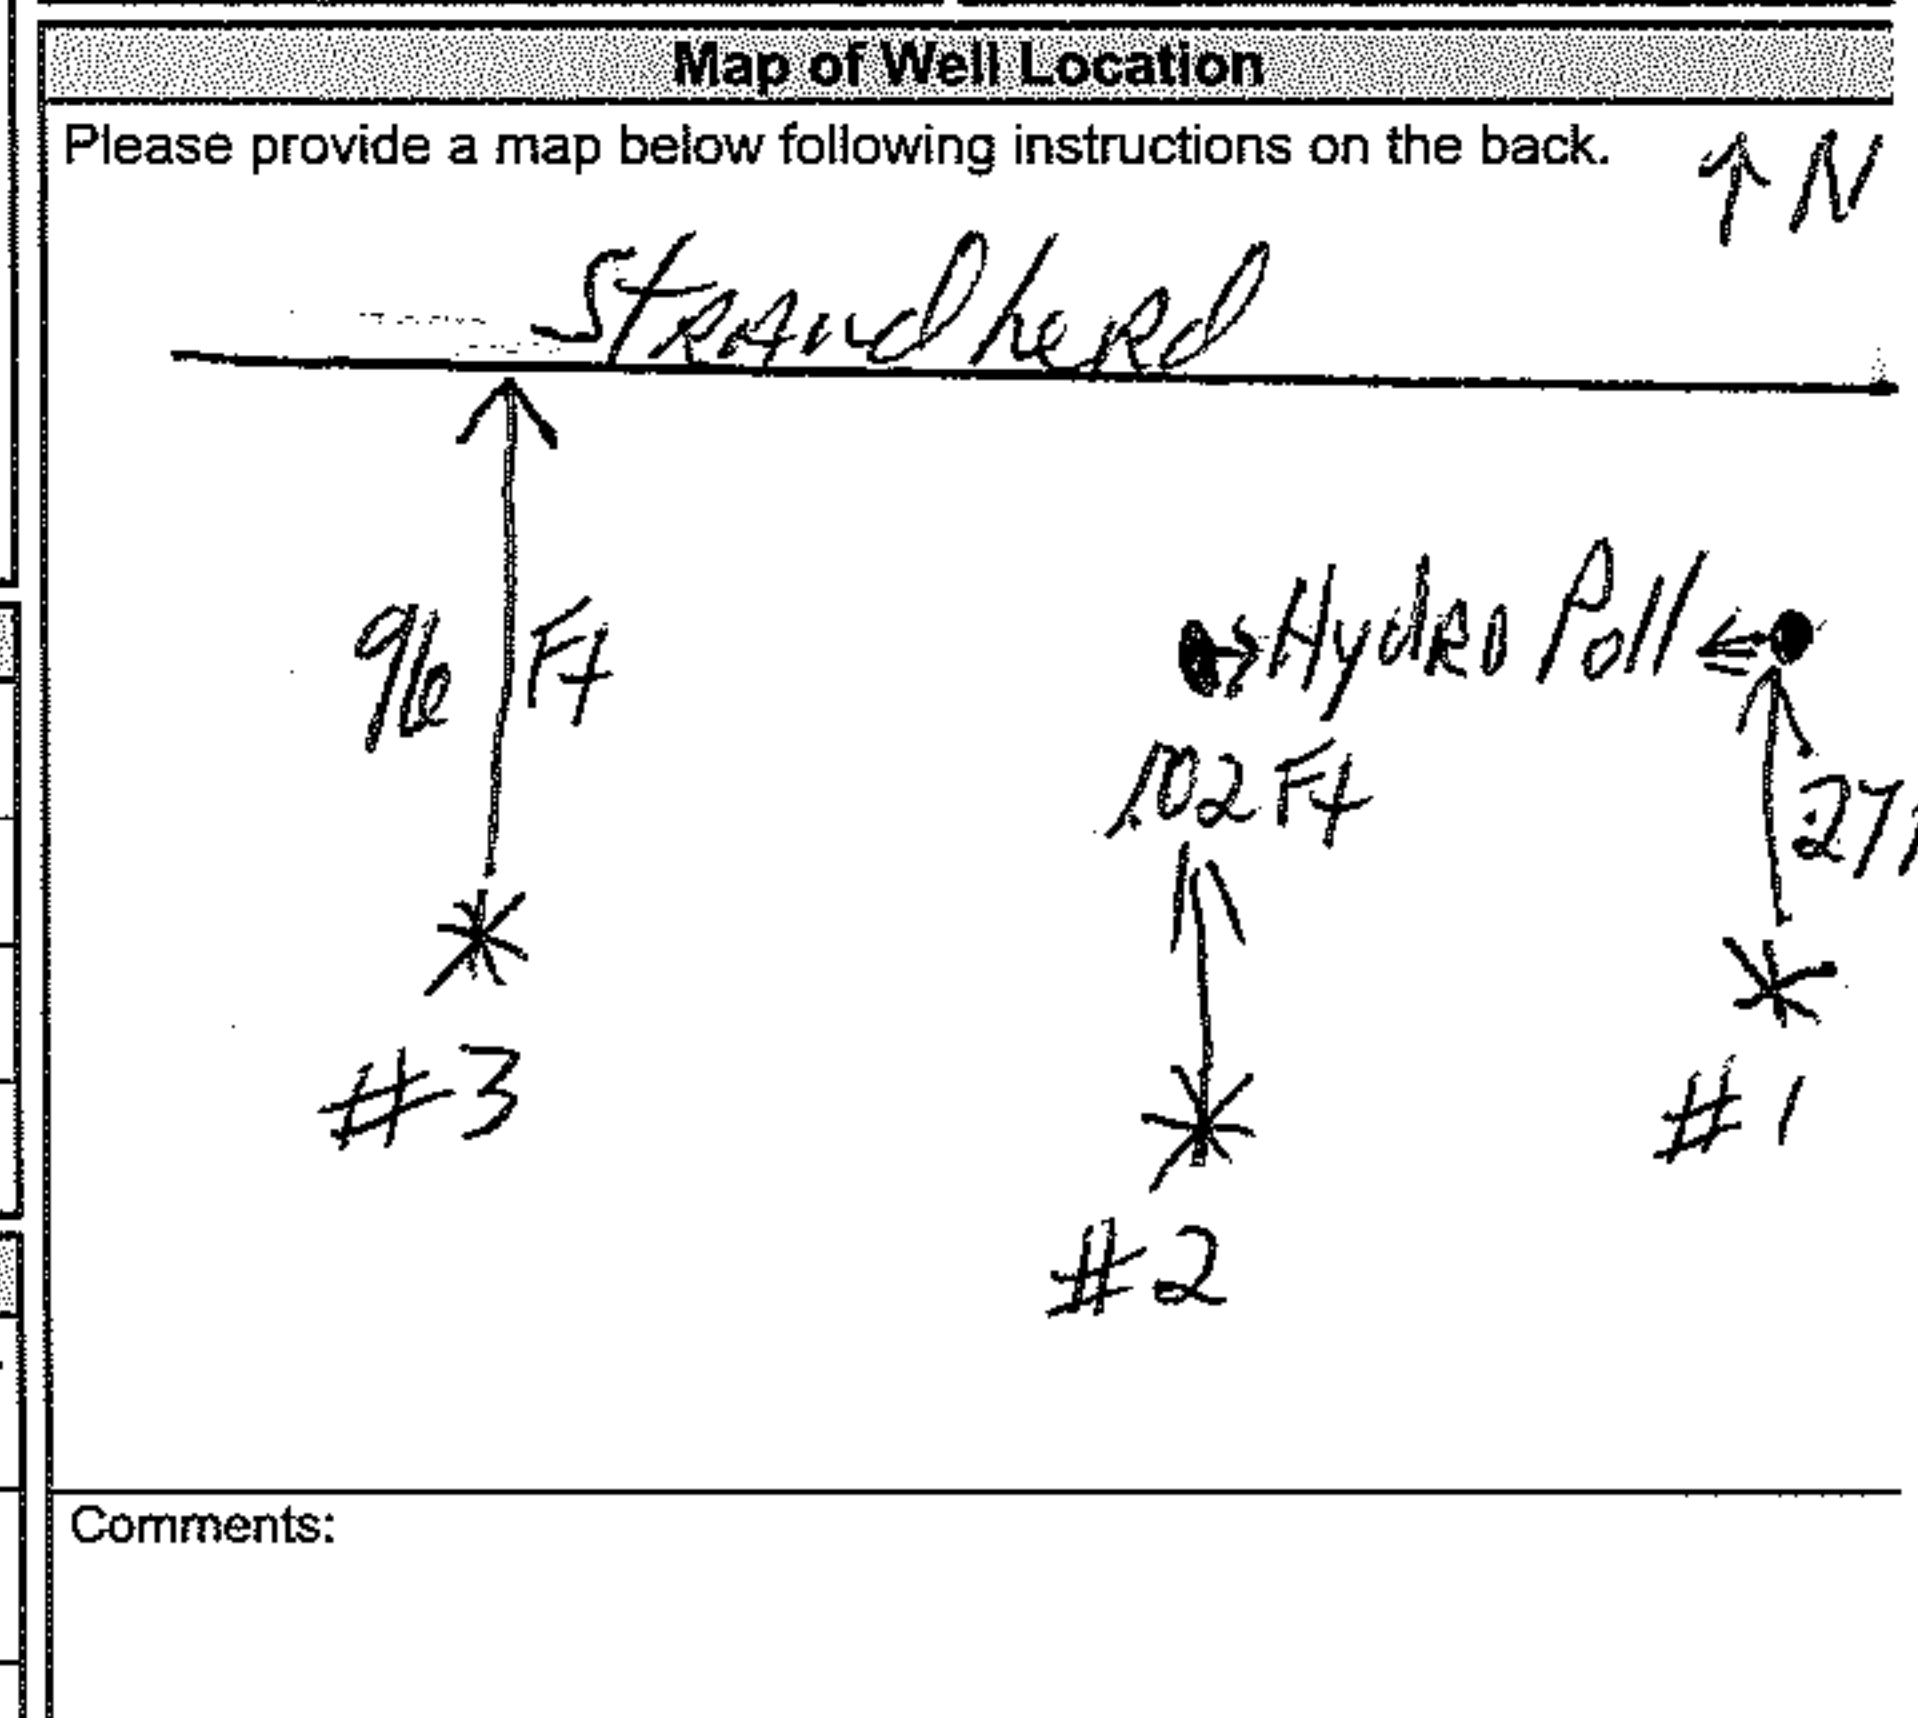 Map of Well Location
Please provide a map below following instructions on the back.
↑ N
Strandherd
96 Ft
Hydro Poll
102 Ft
27
#3
#1
#2
Comments: